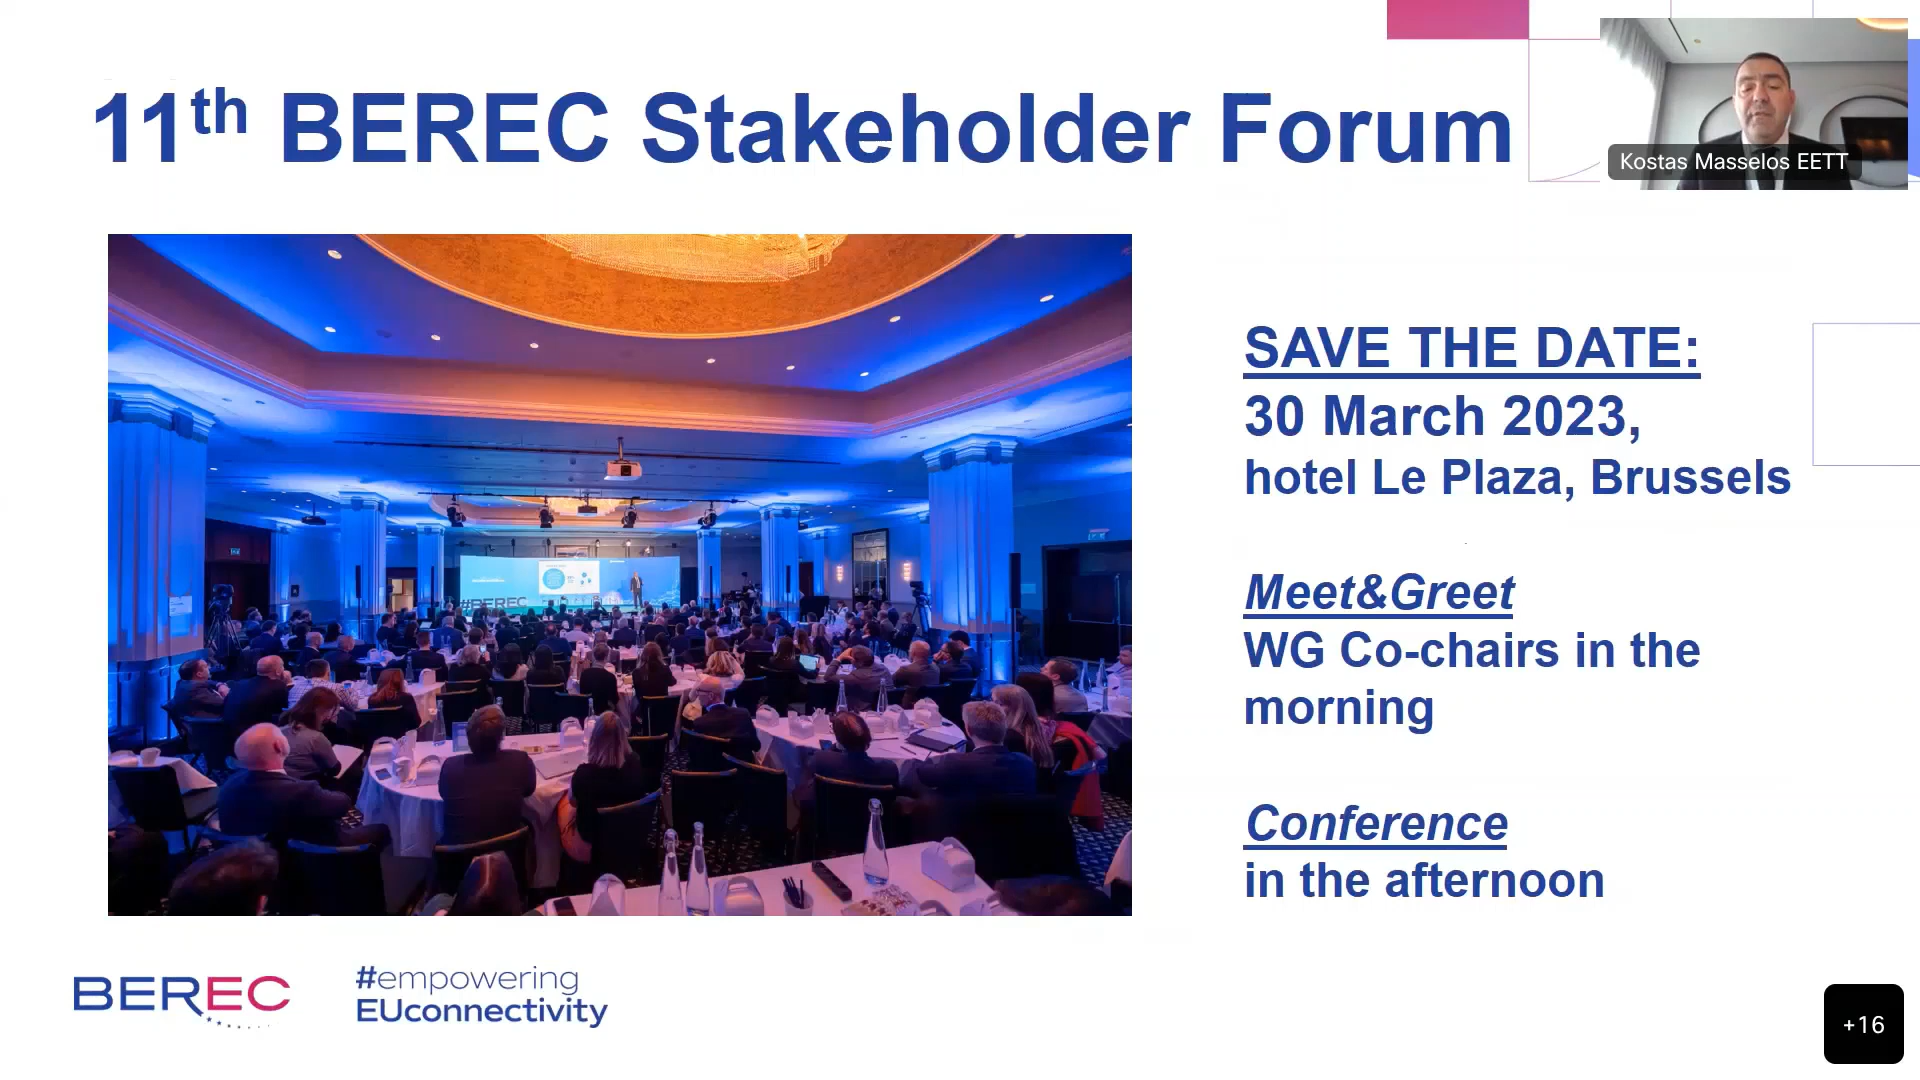 11th BEREC Stakeholder Forum
Kostas Masselos EETT
SAVE THE DATE:
30 March 2023,
hotel Le Plaza, Brussels
Meet&Greet
WG Co-chairs in the
morning
Conference
in the afternoon
#BEREC
BEREC
#empowering
EUconnectivity
+16